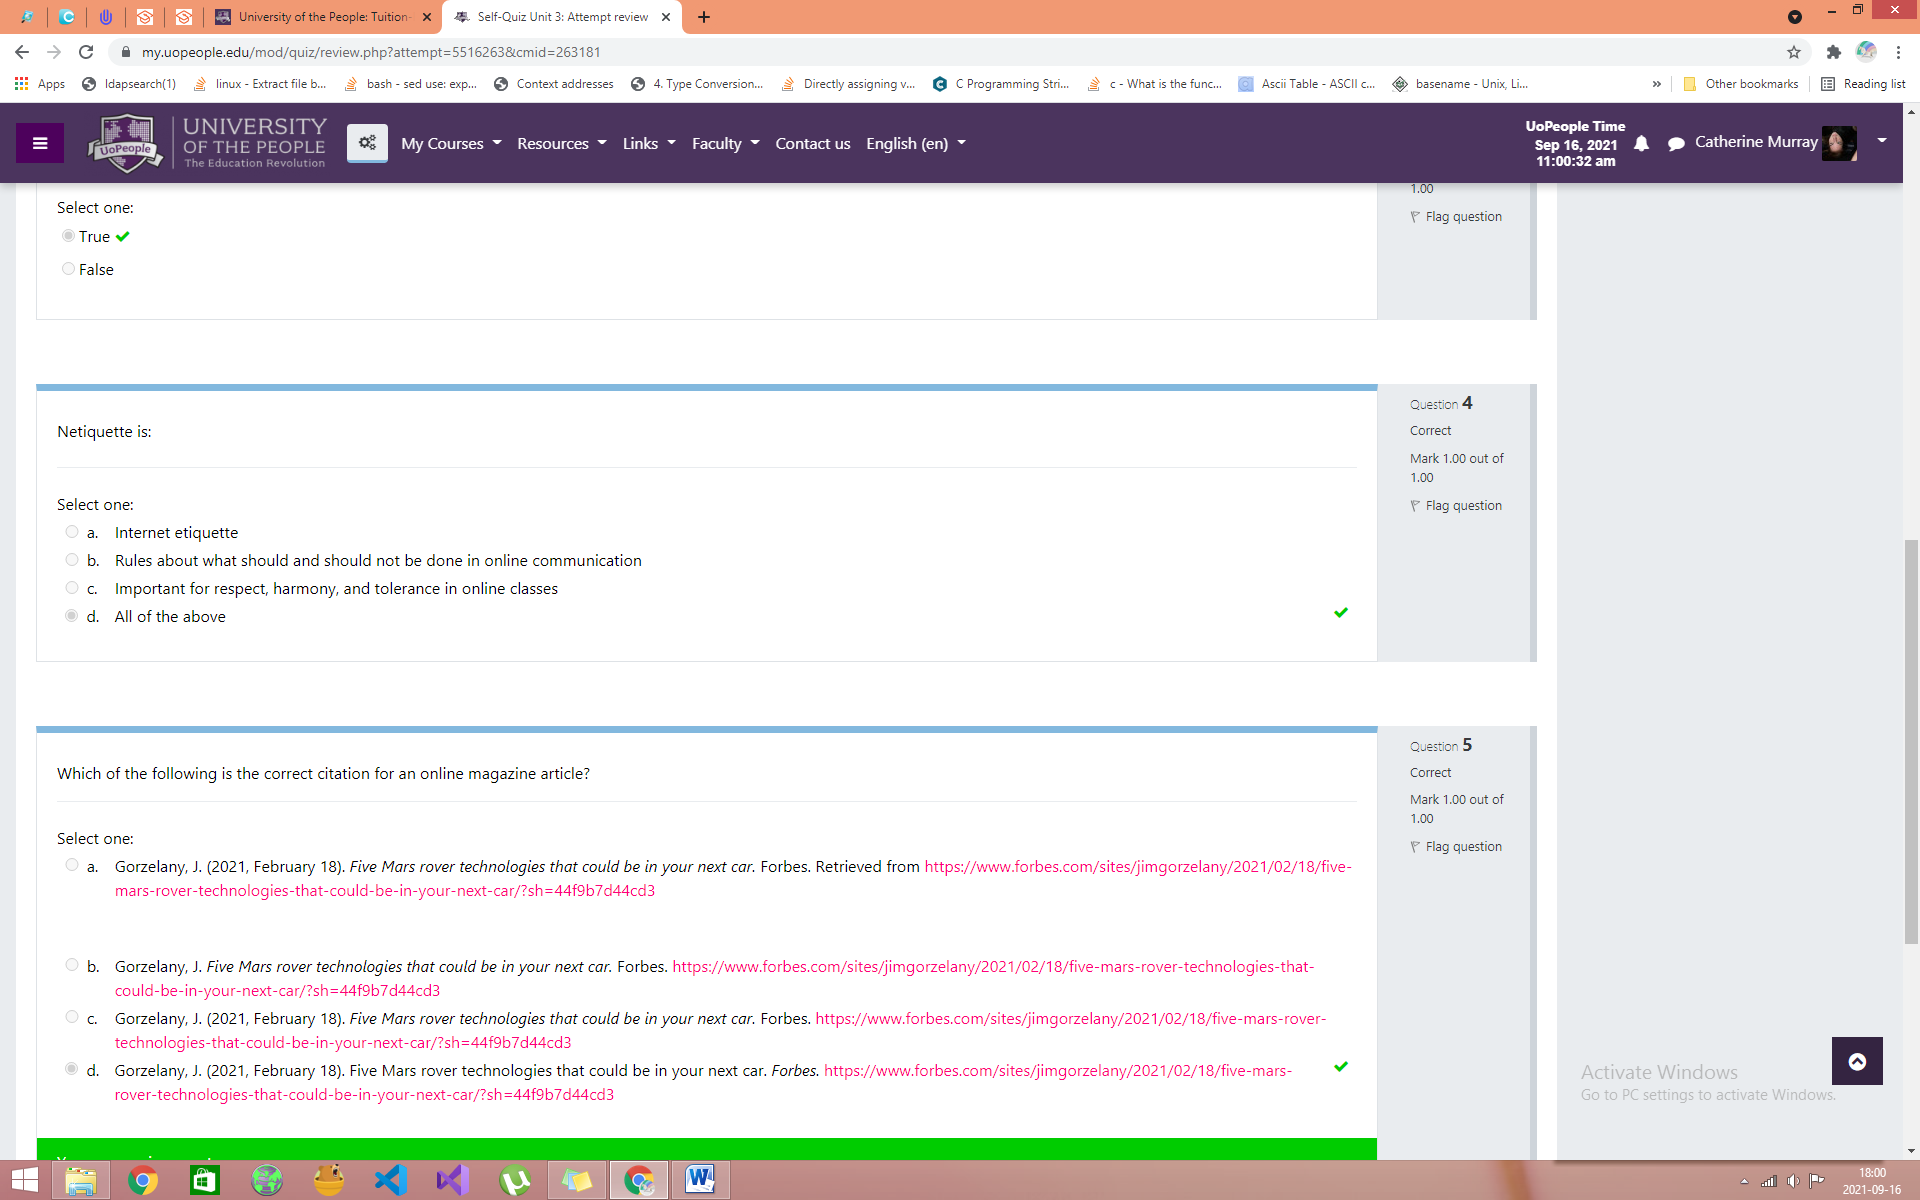 University of the People: Tuition-
Self-Quiz Unit 3: Attempt review
my.uopeople.edu/mod/quiz/review.php?attempt=5516263&cmid=263181
Apps
ldapsearch(1)
linux - Extract file b...
bash - sed use: exp...
Context addresses
4. Type Conversion...
Directly assigning v...
C Programming Stri...
c - What is the func...
Ascii Table - ASCII c...
basename - Unix, Li...
»
Other bookmarks
Reading list
UoPeople
UNIVERSITY
OF THE PEOPLE
The Education Revolution
My Courses
Resources
Links
Faculty
Contact us
English (en)
UoPeople Time
Sep 16, 2021
11:00:32 am
Catherine Murray
Select one:
True
False
1.00
Flag question
Netiquette is:
Select one:
a. Internet etiquette
b. Rules about what should and should not be done in online communication
c. Important for respect, harmony, and tolerance in online classes
d. All of the above
Question 4
Correct
Mark 1.00 out of
1.00
Flag question
Which of the following is the correct citation for an online magazine article?
Select one:
a. Gorzelany, J. (2021, February 18). Five Mars rover technologies that could be in your next car. Forbes. Retrieved from https://www.forbes.com/sites/jimgorzelany/2021/02/18/five-
mars-rover-technologies-that-could-be-in-your-next-car/?sh=44f9b7d44cd3
b. Gorzelany, J. Five Mars rover technologies that could be in your next car. Forbes. https://www.forbes.com/sites/jimgorzelany/2021/02/18/five-mars-rover-technologies-that-
could-be-in-your-next-car/?sh=44f9b7d44cd3
c. Gorzelany, J. (2021, February 18). Five Mars rover technologies that could be in your next car. Forbes. https://www.forbes.com/sites/jimgorzelany/2021/02/18/five-mars-rover-
technologies-that-could-be-in-your-next-car/?sh=44f9b7d44cd3
d. Gorzelany, J. (2021, February 18). Five Mars rover technologies that could be in your next car. Forbes. https://www.forbes.com/sites/jimgorzelany/2021/02/18/five-mars-
rover-technologies-that-could-be-in-your-next-car/?sh=44f9b7d44cd3
Question 5
Correct
Mark 1.00 out of
1.00
Flag question
Activate Windows
Go to PC settings to activate Windows.
18:00
2021-09-16